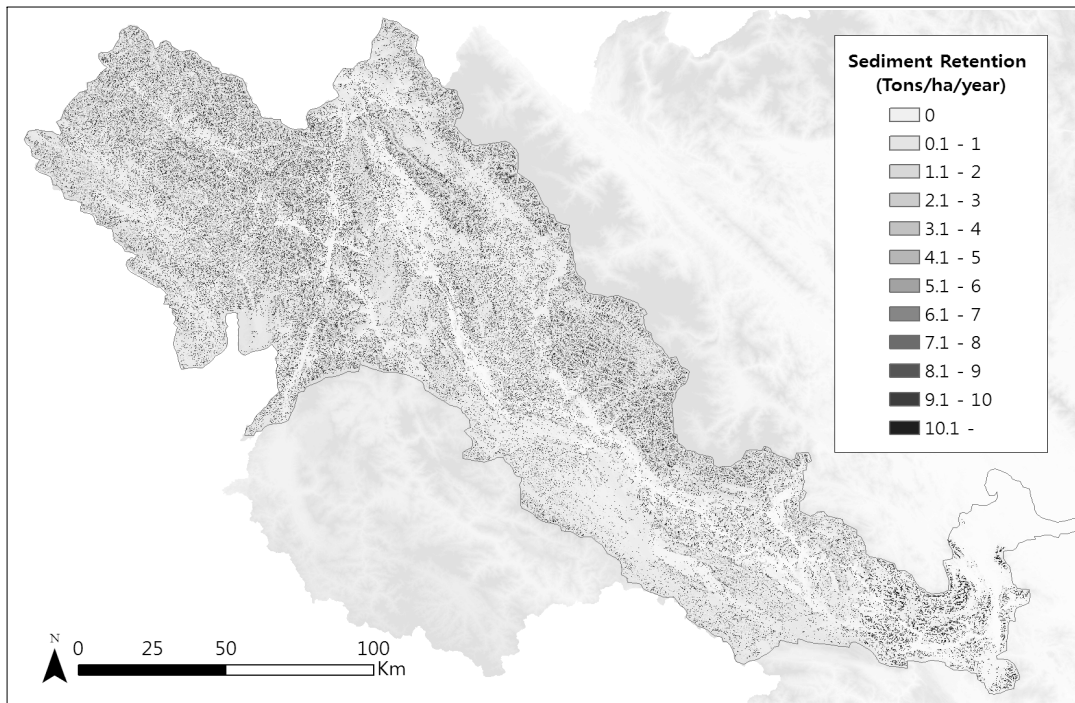 Sediment Retention
(Tons/ha/year)
0
0.1 - 1
1.1 - 2
2.1 - 3
3.1 - 4
4.1 - 5
5.1 - 6
6.1 - 7
7.1 - 8
8.1 - 9
9.1 - 10
10.1 -
N
0 25 50 100
Km